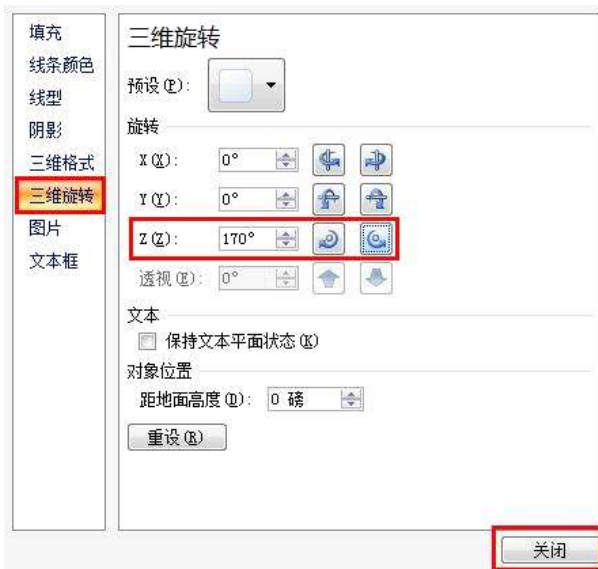 填充
线条颜色
线型
阴影
三维格式
三维旋转
图片
文本框
三维旋转
预设(P):
旋转
X(X): 0°
Y(Y): 0°
Z(Z): 170°
透视(E): 0°
文本
保持文本平面状态(K)
对象位置
距地面高度(D): 0 磅
重设(R)
关闭